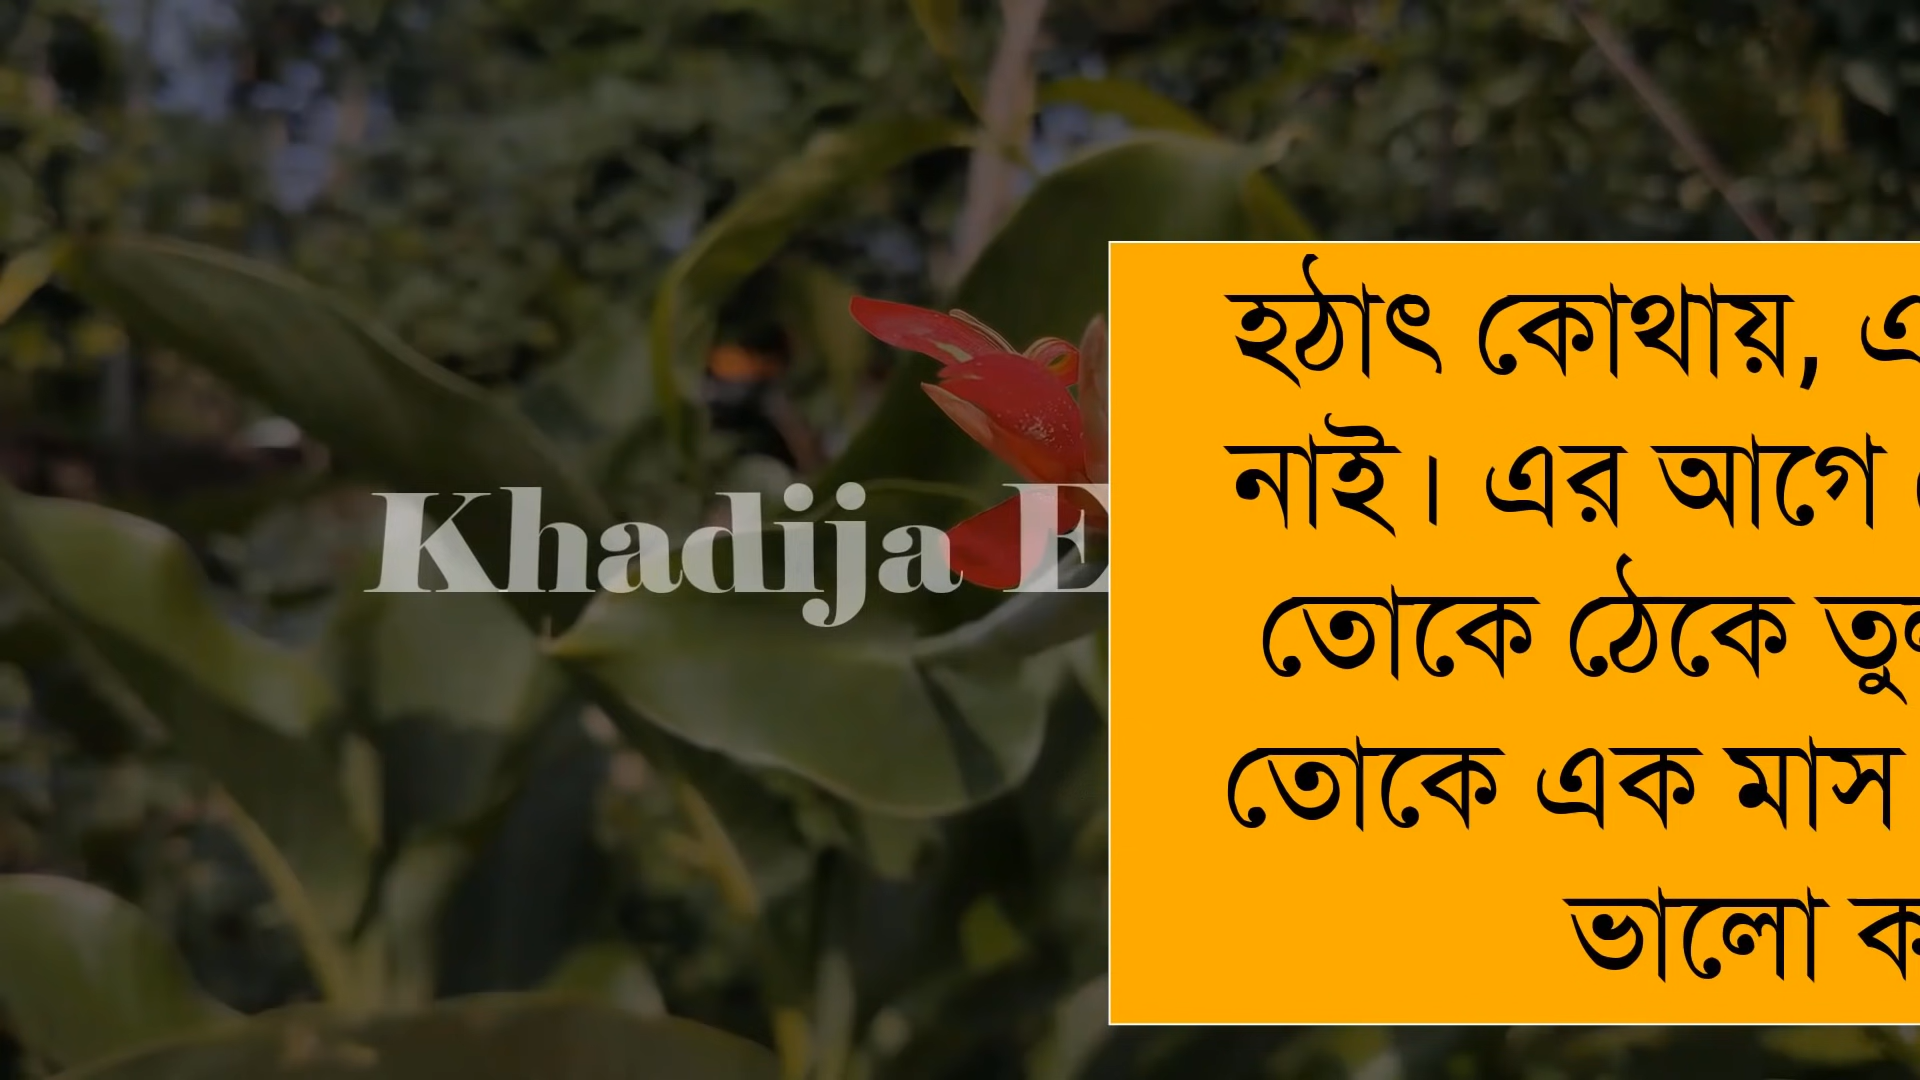 Khadija E
হঠাৎ কোথায়, এ
নাই। এর আগে
তোকে ঠেকে
তোকে এক মাস
ভালো ক